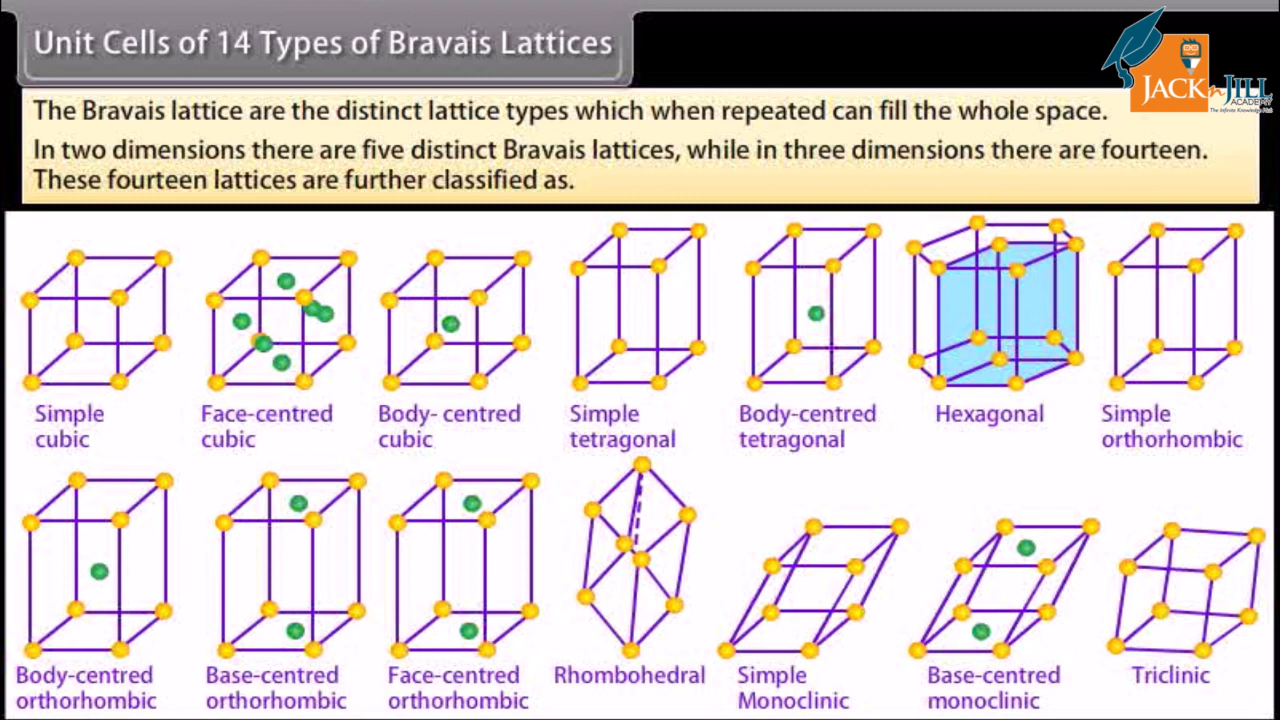 Unit Cells of 14 Types of Bravais Lattices
JACK n JILL
ACADEMY
The Infinite Knowledge Hub
The Bravais lattice are the distinct lattice types which when repeated can fill the whole space.
In two dimensions there are five distinct Bravais lattices, while in three dimensions there are fourteen.
These fourteen lattices are further classified as.
Simple
cubic
Face-centred
cubic
Body- centred
cubic
Simple
tetragonal
Body-centred
tetragonal
Hexagonal
Simple
orthorhombic
Body-centred
orthorhombic
Base-centred
orthorhombic
Face-centred
orthorhombic
Rhombohedral
Simple
Monoclinic
Base-centred
monoclinic
Triclinic